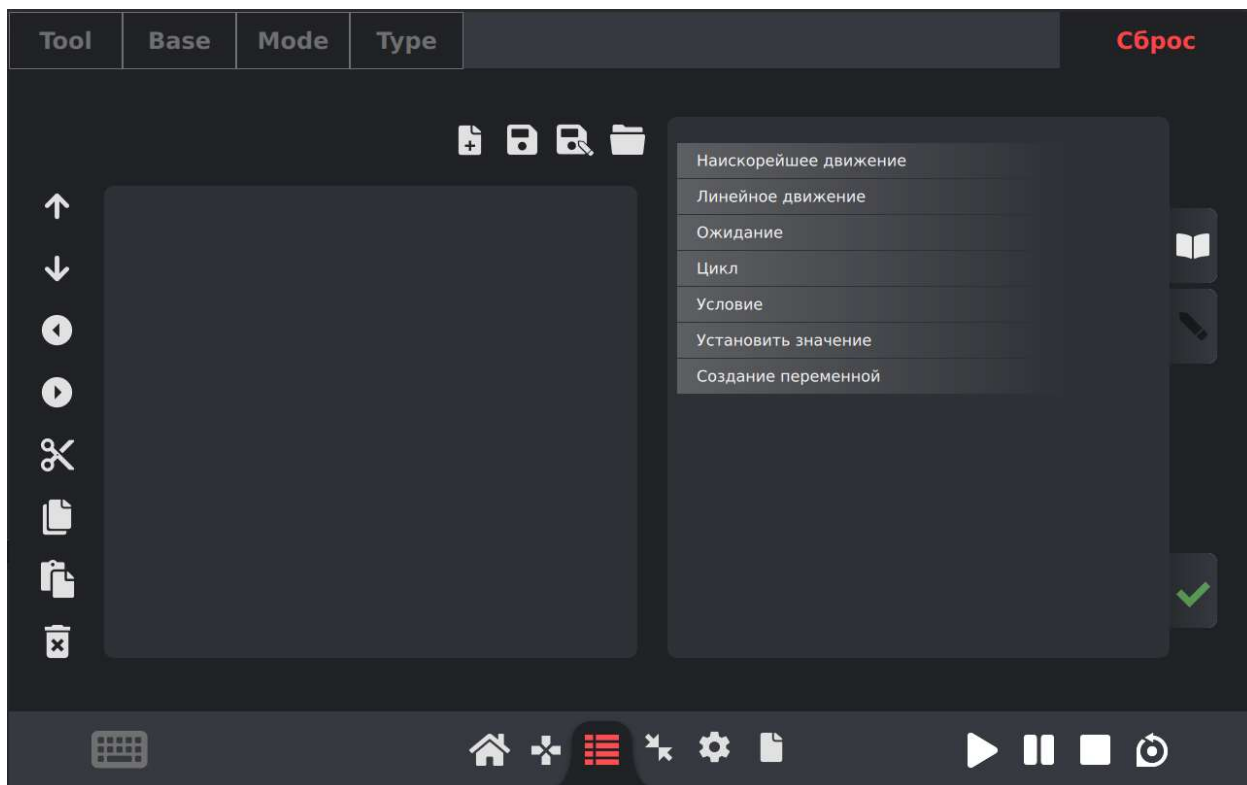 Tool Base Mode Type Сброс
Наискорейшее движение
Линейное движение
Ожидание
Цикл
Условие
Установить значение
Создание переменной